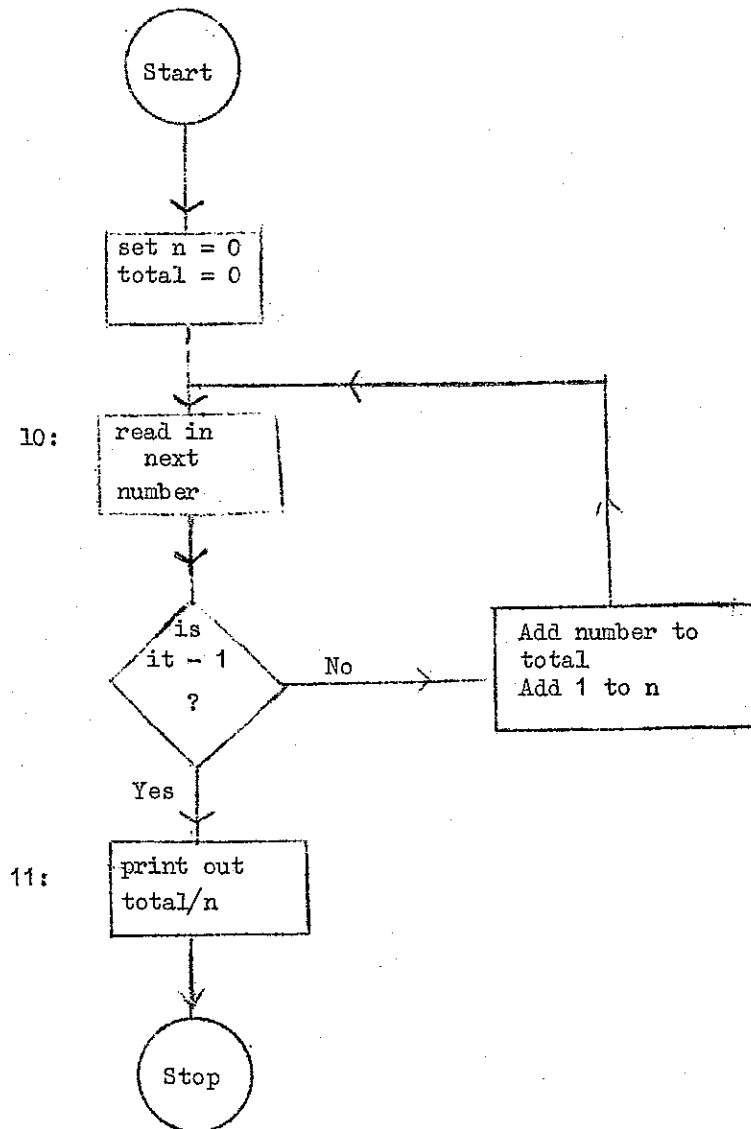 Start
set n = 0
total = 0
10:
read in
next
number
is
it - 1
?
No
Add number to
total
Add 1 to n
Yes
11:
print out
total/n
Stop